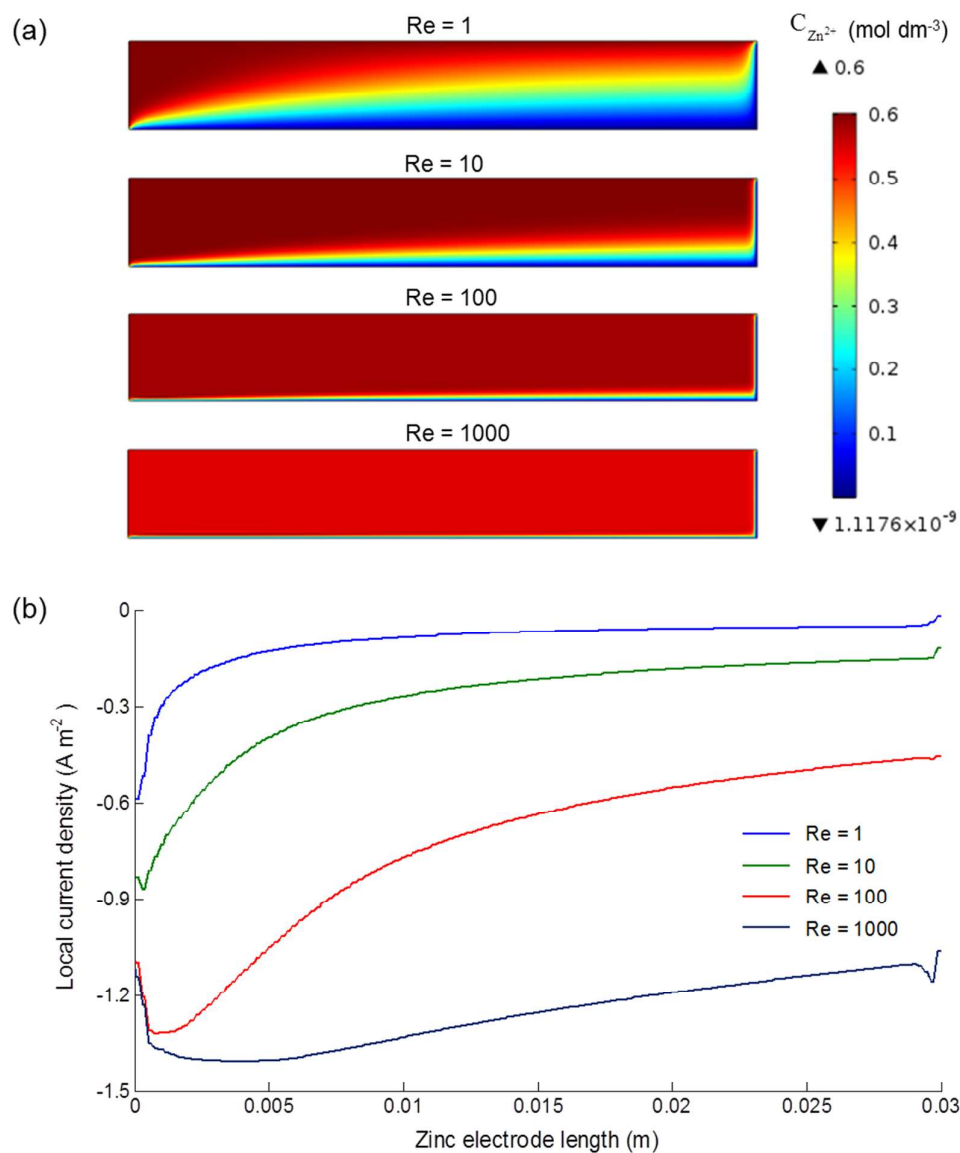 (a)
Re = 1
C Zn²⁺ (mol dm⁻³)
▲ 0.6
0.6
Re = 10
0.5
0.4
Re = 100
0.3
0.2
Re = 1000
0.1
▼ 1.1176×10⁻⁹
(b)
0
-0.3
-0.6
-0.9
-1.2
-1.5
Local current density (A m⁻²)
Re = 1
Re = 10
Re = 100
Re = 1000
0 0.005 0.01 0.015 0.02 0.025 0.03
Zinc electrode length (m)